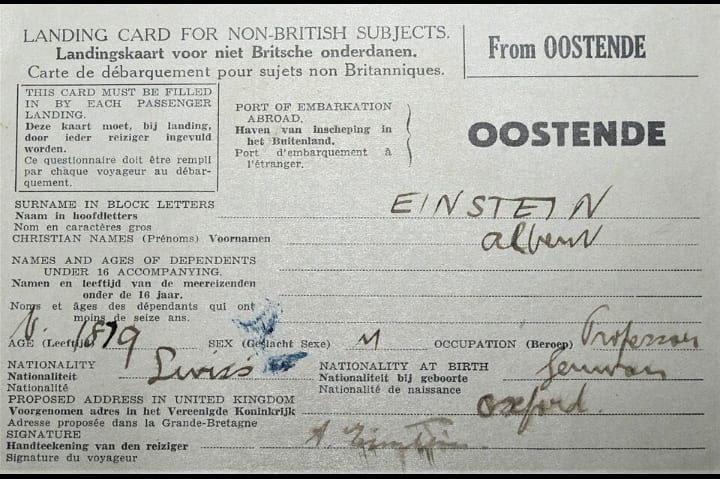 LANDING CARD FOR NON-BRITISH SUBJECTS.
Landingskaart voor niet Britsche onderdanen.
Carte de débarquement pour sujets non Britanniques.
From OOSTENDE
THIS CARD MUST BE FILLED
IN BY EACH PASSENGER
LANDING.
Deze kaart moet, bij landing,
door ieder reiziger ingevuld
worden.
Ce questionnaire doit être rempli
par chaque voyageur au débar-
quement.
PORT OF EMBARKATION
ABROAD.
Haven van inscheping in
het Buitenland.
Port d'embarquement à
l'étranger.
OOSTENDE
SURNAME IN BLOCK LETTERS
Naam in hoofdletters
Nom en caractères gros
EINSTEIN
CHRISTIAN NAMES (Prénoms) Voornamen
Albert
NAMES AND AGES OF DEPENDENTS
UNDER 16 ACCOMPANYING.
Namen en leeftijd van de meereizenden
onder de 16 jaar.
Noms et âges des dépendants qui ont
moins de seize ans.
AGE (Leeftijd) 1879 SEX (Geslacht Sexe) M OCCUPATION (Beroep) Professor
NATIONALITY
Nationaliteit
Nationalité
Swiss
NATIONALITY AT BIRTH
Nationaliteit bij geboorte
Nationalité de naissance
German
PROPOSED ADDRESS IN UNITED KINGDOM
Voorgenomen adres in het Vereenigde Koninkrijk
Adresse proposée dans la Grande-Bretagne
Oxford.
SIGNATURE
Handteekening van den reiziger
Signature du voyageur
A. Einstein.